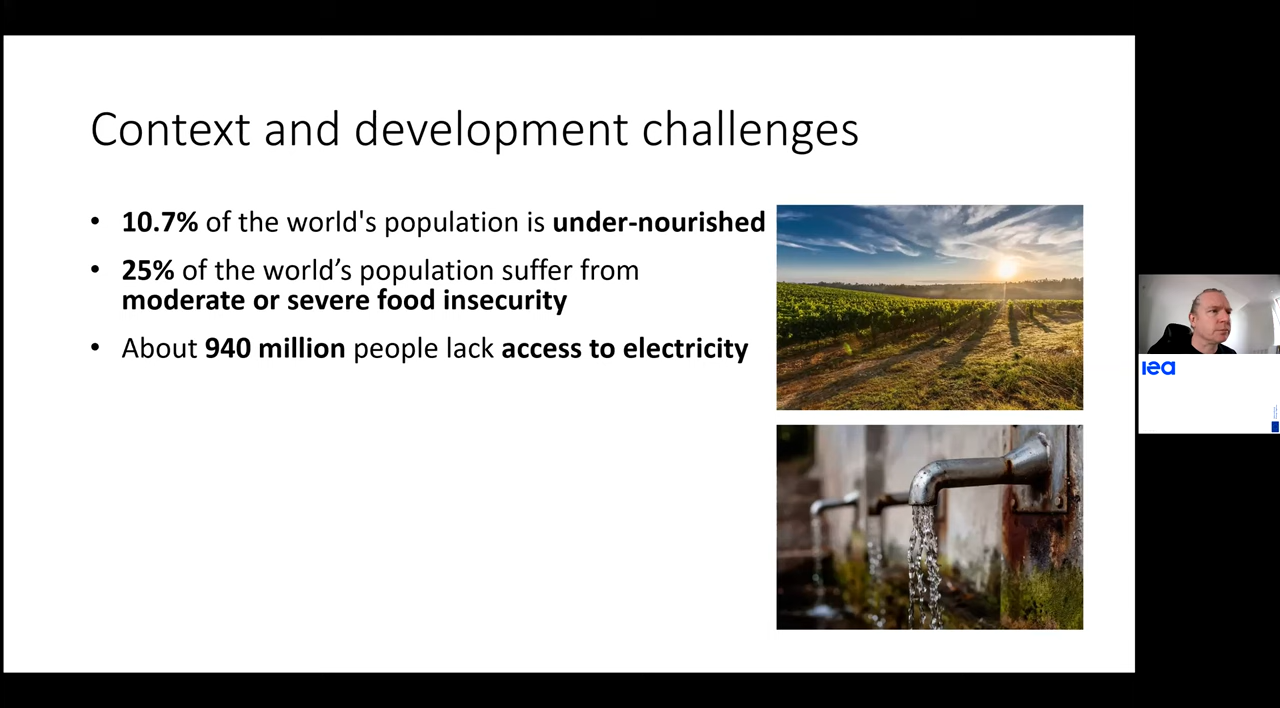 Context and development challenges
• 10.7% of the world's population is under-nourished
• 25% of the world’s population suffer from
moderate or severe food insecurity
• About 940 million people lack access to electricity
iea